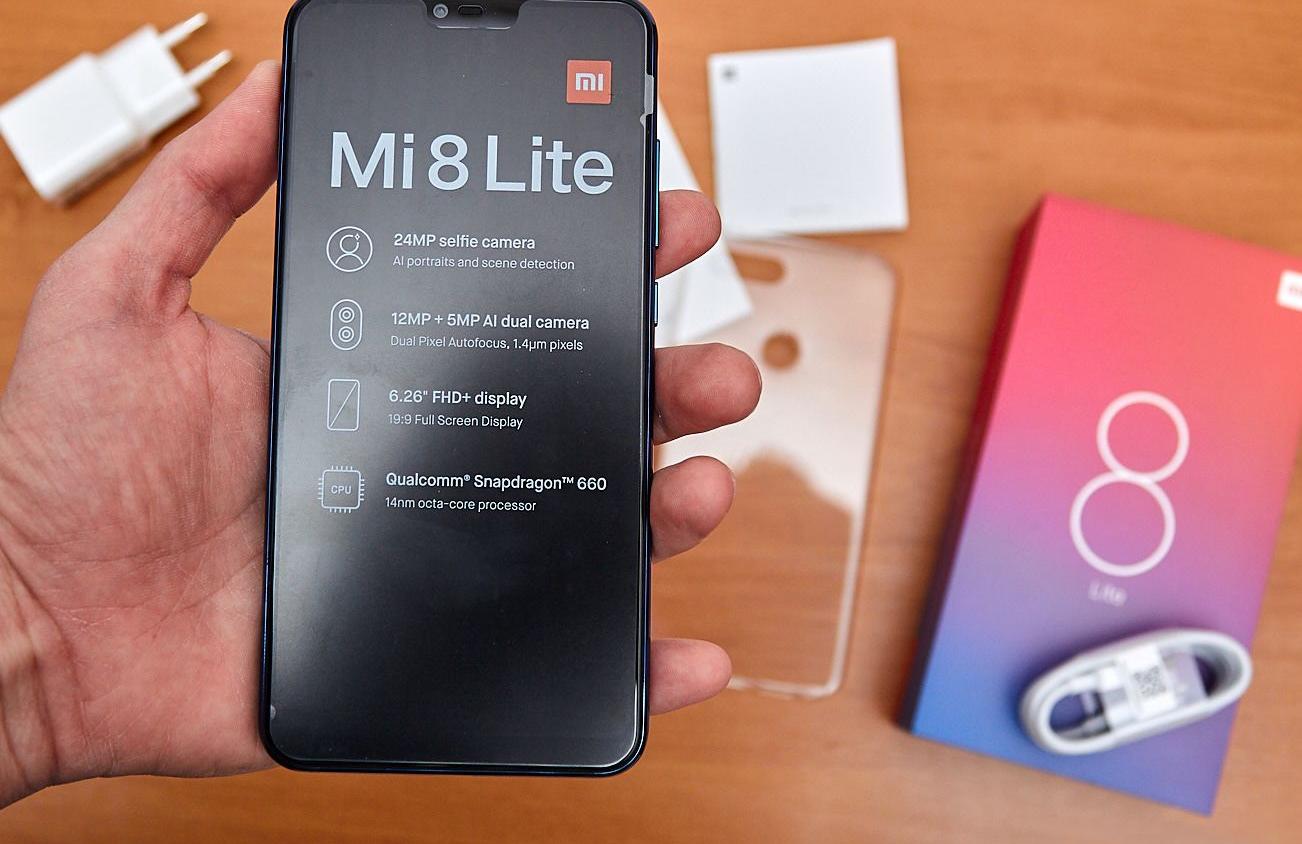 mi
Mi 8 Lite
24MP selfie camera
AI portraits and scene detection
12MP + 5MP AI dual camera
Dual Pixel Autofocus, 1.4μm pixels
6.26" FHD+ display
19:9 Full Screen Display
CPU
Qualcomm® Snapdragon™ 660
14nm octa-core processor
8
Lite